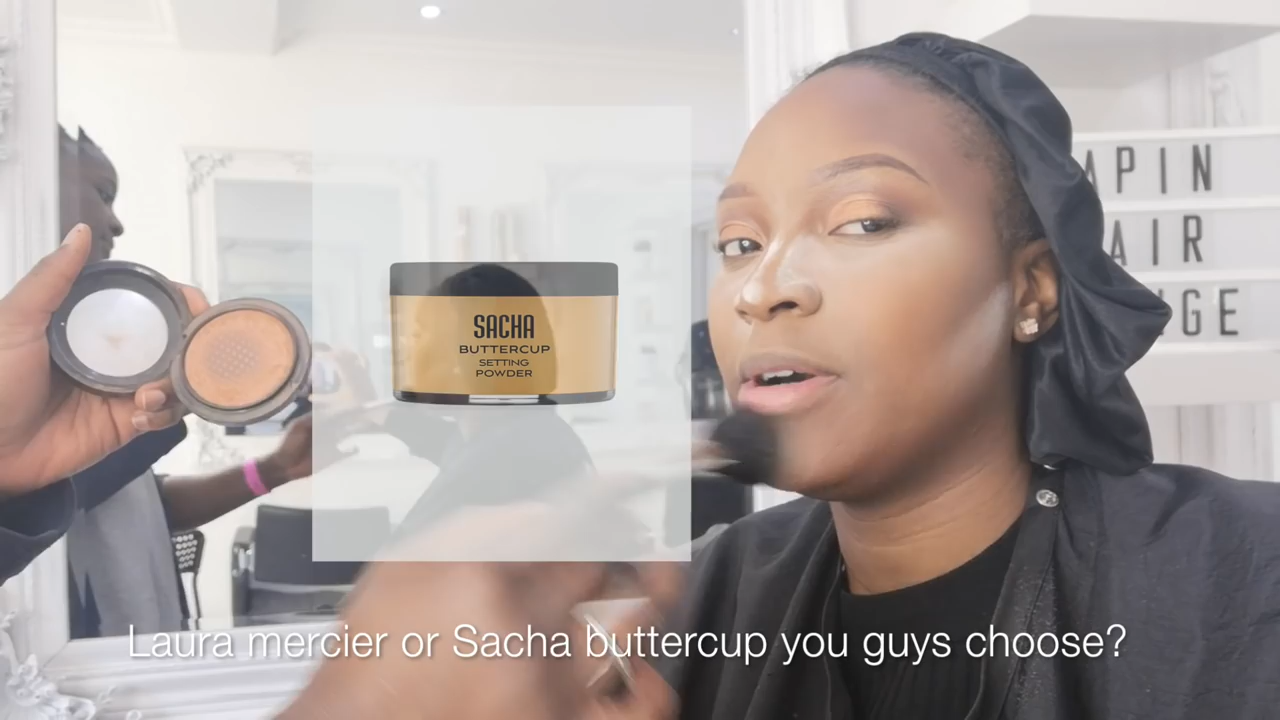 APIN
AIR
GE
SACHA
BUTTERCUP
SETTING
POWDER
Laura mercier or Sacha buttercup you guys choose?